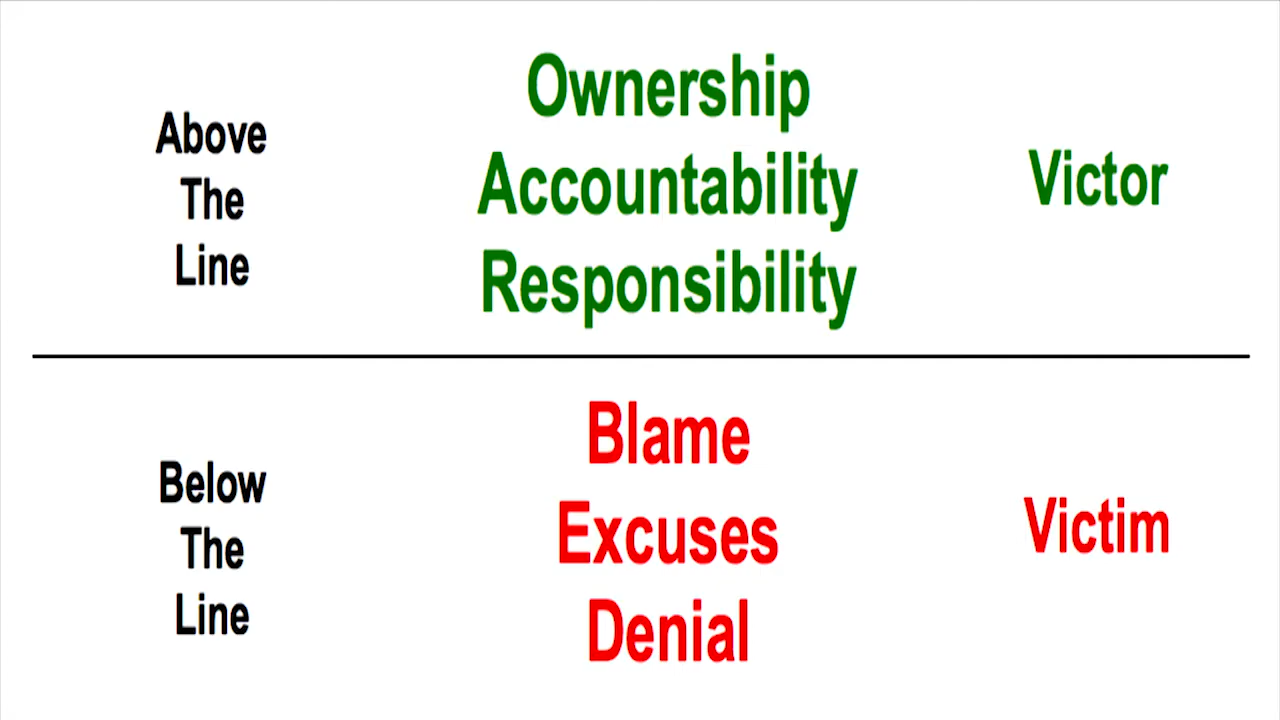 Above
The
Line
Ownership
Accountability
Responsibility
Victor
Below
The
Line
Blame
Excuses
Denial
Victim